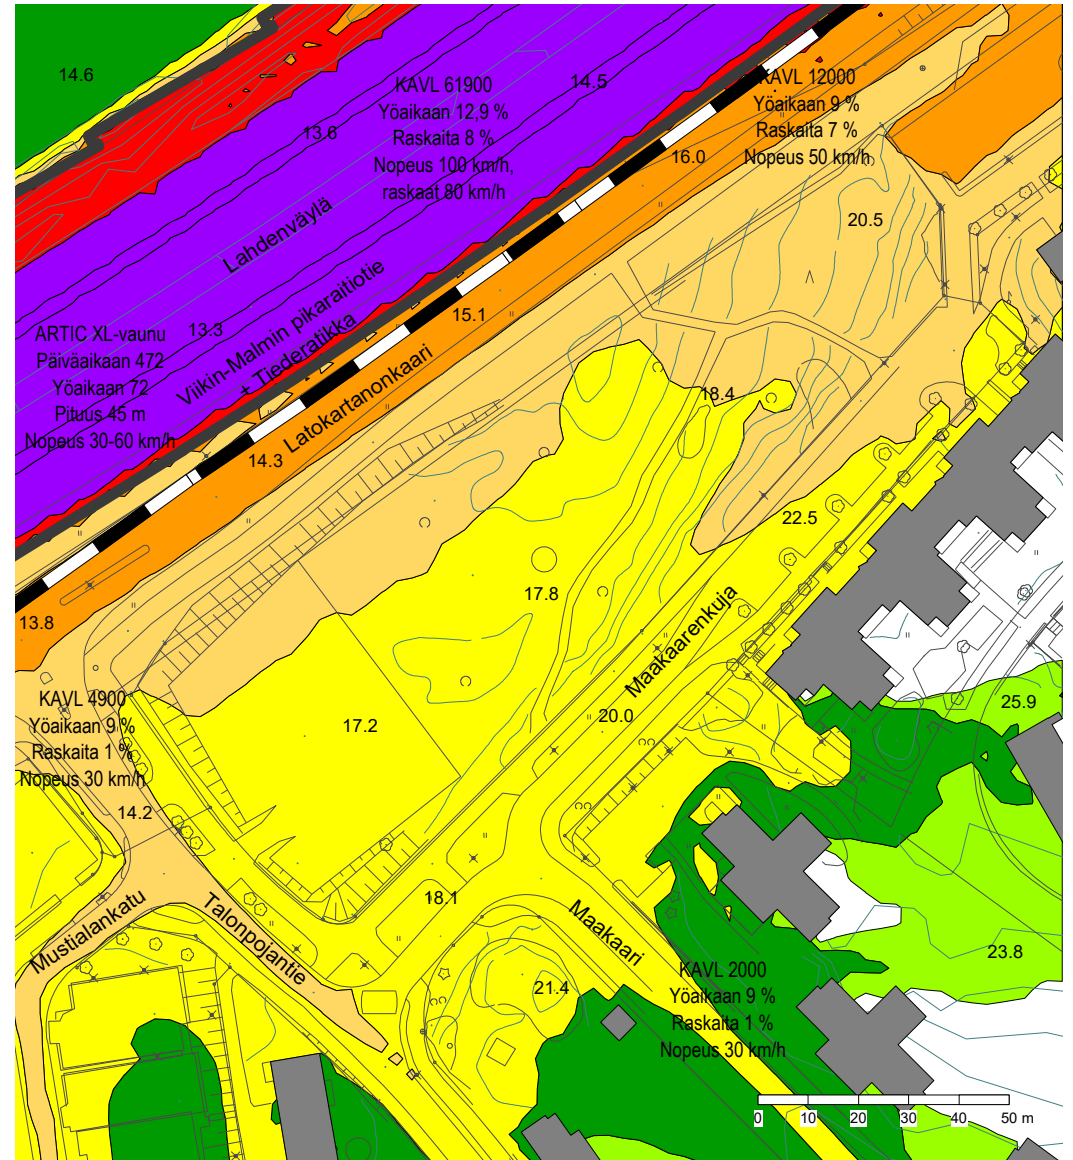 14.6
KAVL 61900
Yöaikaan 12,9 %
Raskaita 8 %
Nopeus 100 km/h,
raskaat 80 km/h
14.5
13.6
KAVL 12000
Yöaikaan 9 %
Raskaita 7 %
Nopeus 50 km/h
16.0
20.5
Lahdenväylä
Viikin-Malmin pikaraitiotie
+ Tiederatikka
13.3
15.1
ARTIC XL-vaunu
Päiväaikaan 472
Yöaikaan 72
Pituus 45 m
Nopeus 30-60 km/h
Latokartanonkaari
14.3
18.4
22.5
17.8
13.8
Maakaarenkuja
KAVL 4900
Yöaikaan 9 %
Raskaita 1 %
Nopeus 30 km/h
17.2
20.0
25.9
14.2
18.1
Mustialankatu
Talonpojantie
Maakaari
23.8
21.4
KAVL 2000
Yöaikaan 9 %
Raskaita 1 %
Nopeus 30 km/h
0 10 20 30 40 50 m